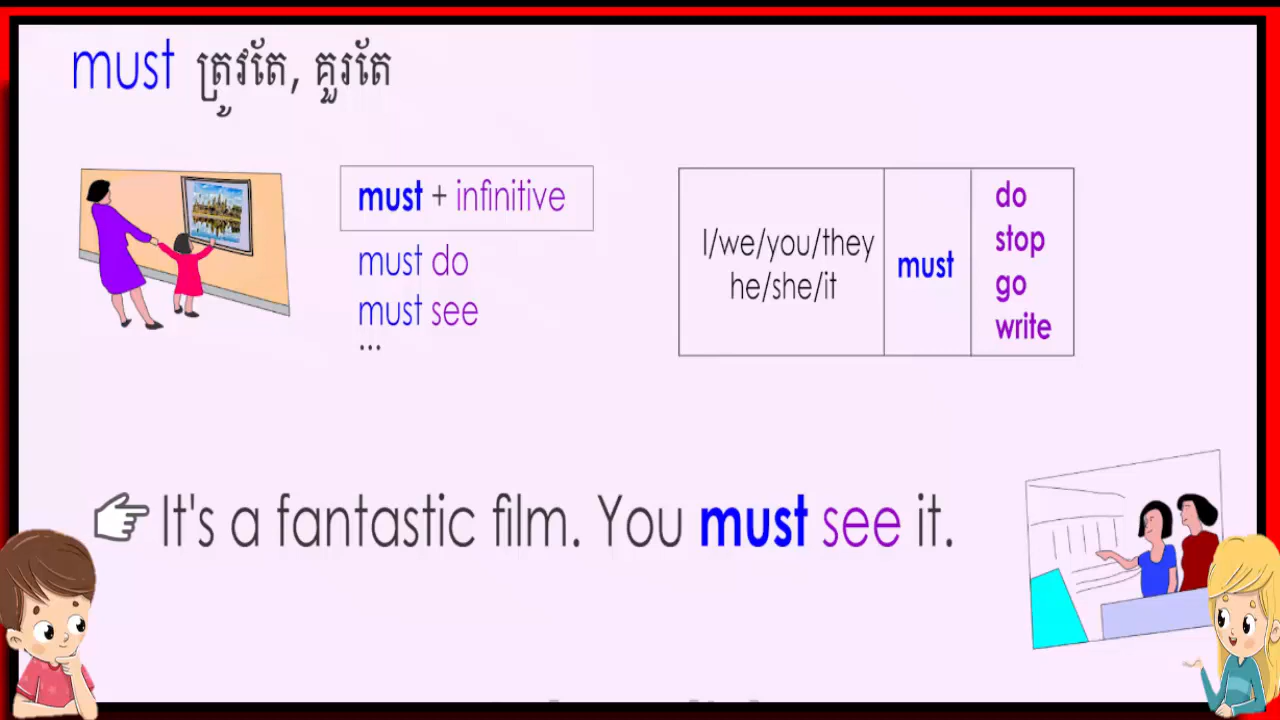 must ត្រូវតែ, គួរតែ
must + infinitive
must do
must see
...
I/we/you/they
he/she/it
must
do
stop
go
write
It's a fantastic film. You must see it.